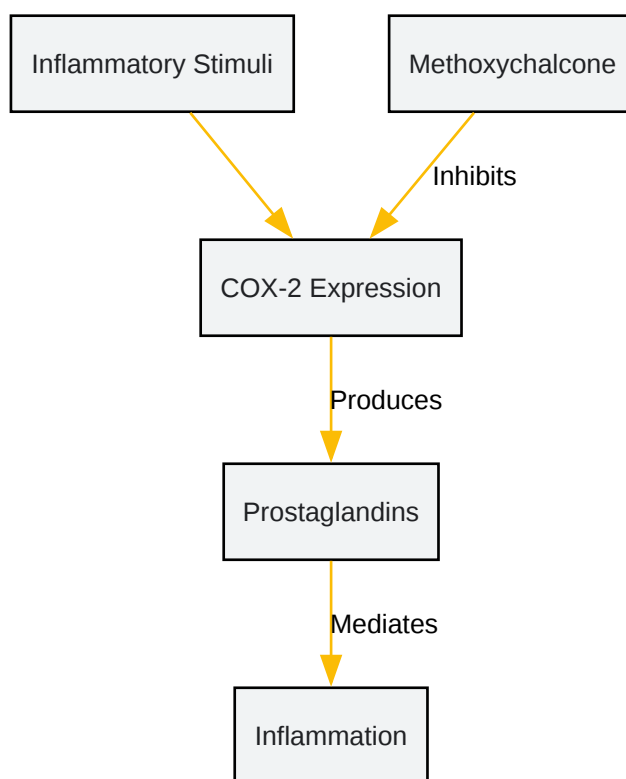 Inflammatory Stimuli
Methoxychalcone
Inhibits
COX-2 Expression
Produces
Prostaglandins
Mediates
Inflammation